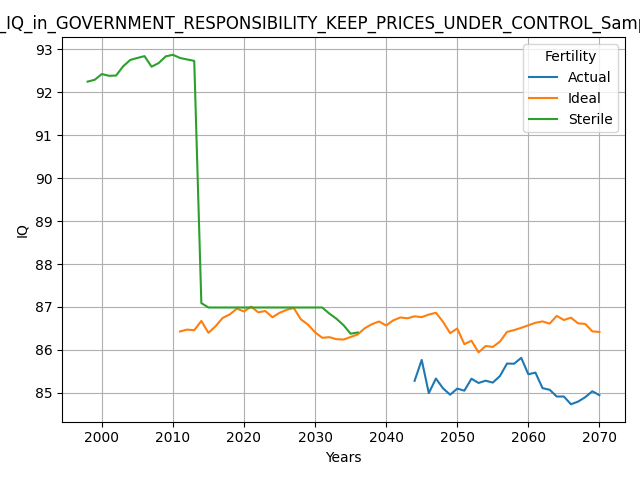 _IQ_in_GOVERNMENT_RESPONSIBILITY_KEEP_PRICES_UNDER_CONTROL_Samp
Fertility
Actual
Ideal
Sterile
93
92
91
90
89
88
87
86
85
IQ
2000 2010 2020 2030 2040 2050 2060 2070
Years